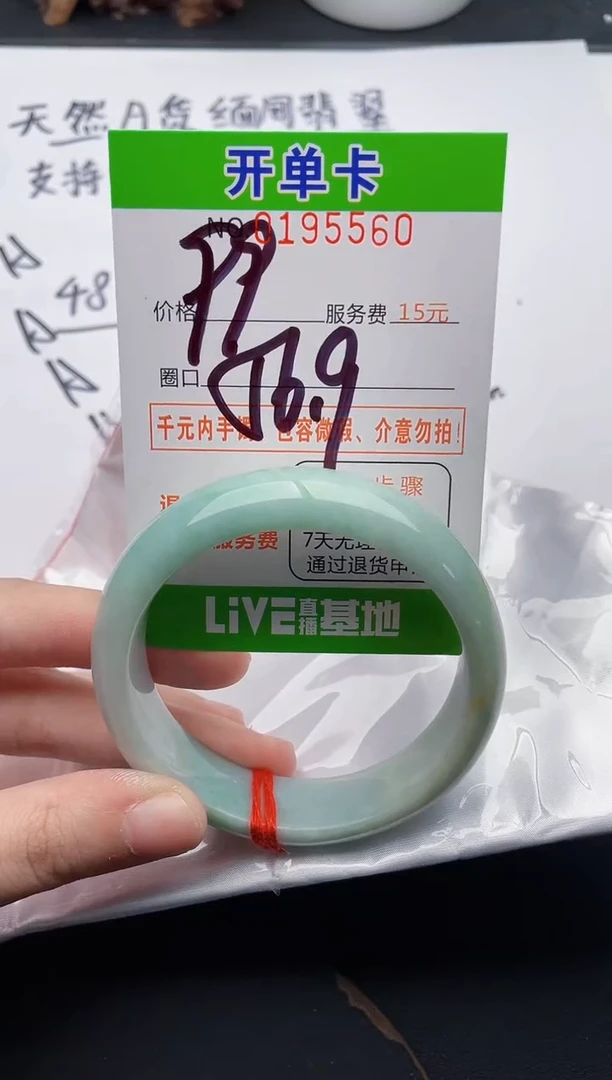 天然A货 缅甸翡翠
支持
48
开单卡
NO 0195560
价格 服务费 15元
圈口
56.9
千元内手镯 包容微瑕、介意勿拍!
步骤
退
服务费 7天无理
通过退货申
LiVE直播基地